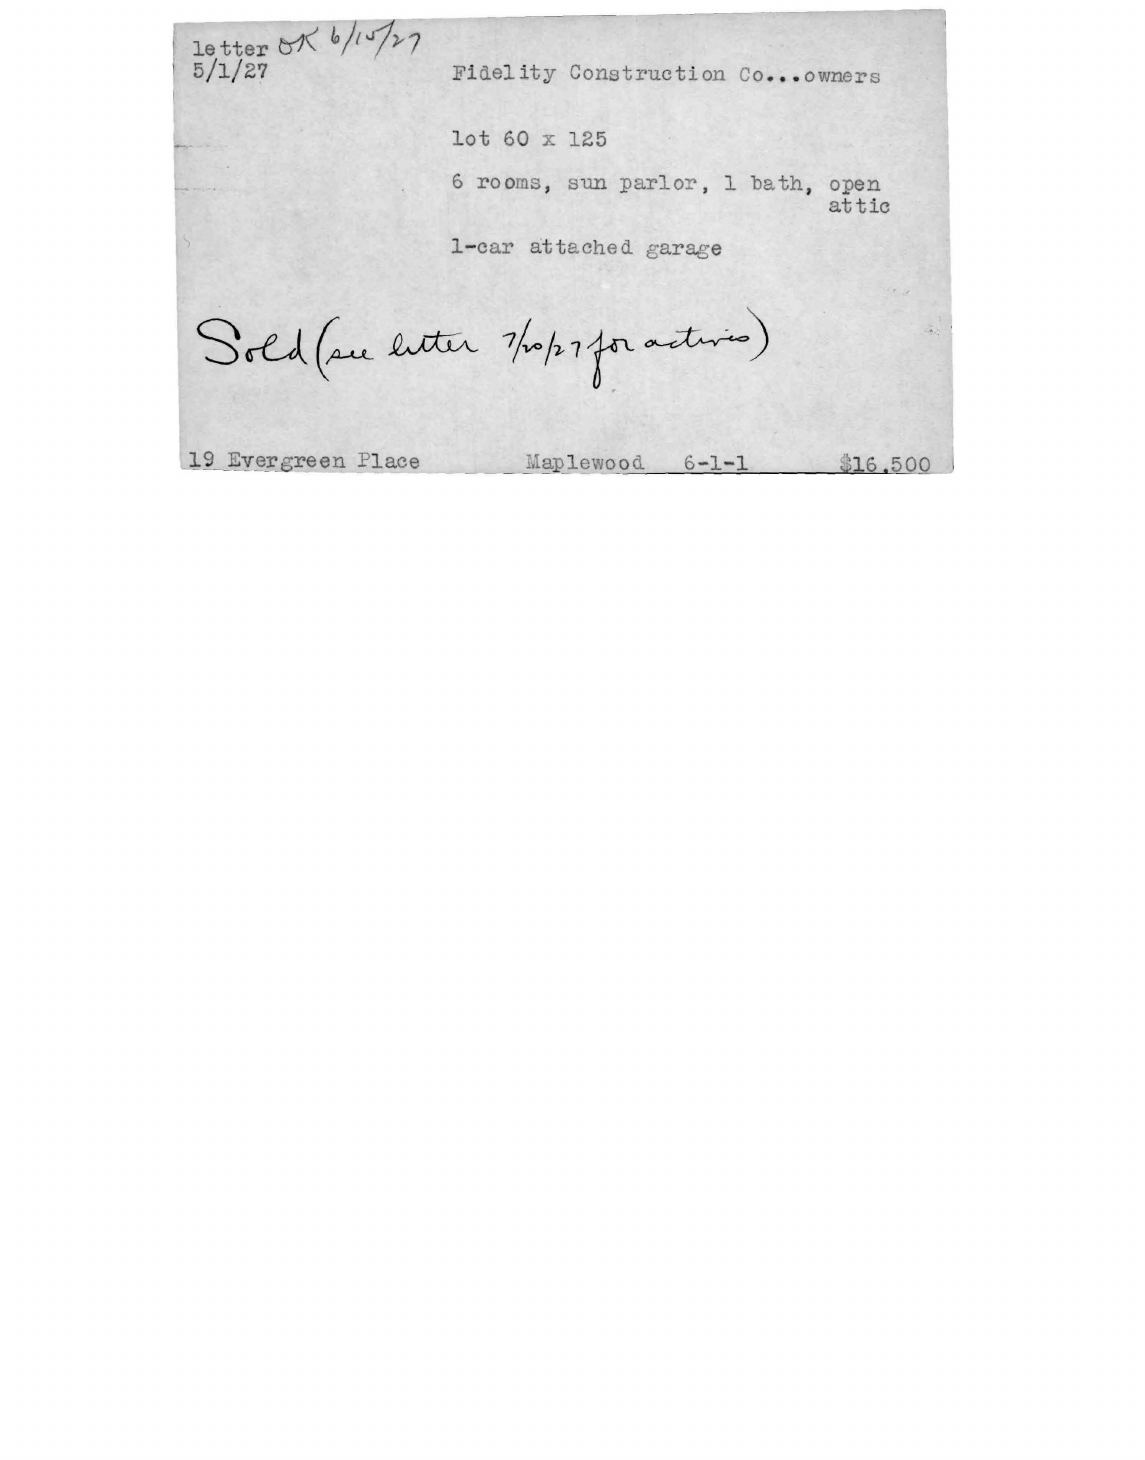 letter OK 6/15/27
5/1/27
Fidelity Construction Co...owners
lot 60 x 125
6 rooms, sun parlor, 1 bath, open
attic
1-car attached garage
Sold (see letter 7/20/27 for actives)
19 Evergreen Place Maplewood 6-1-1 $16,500